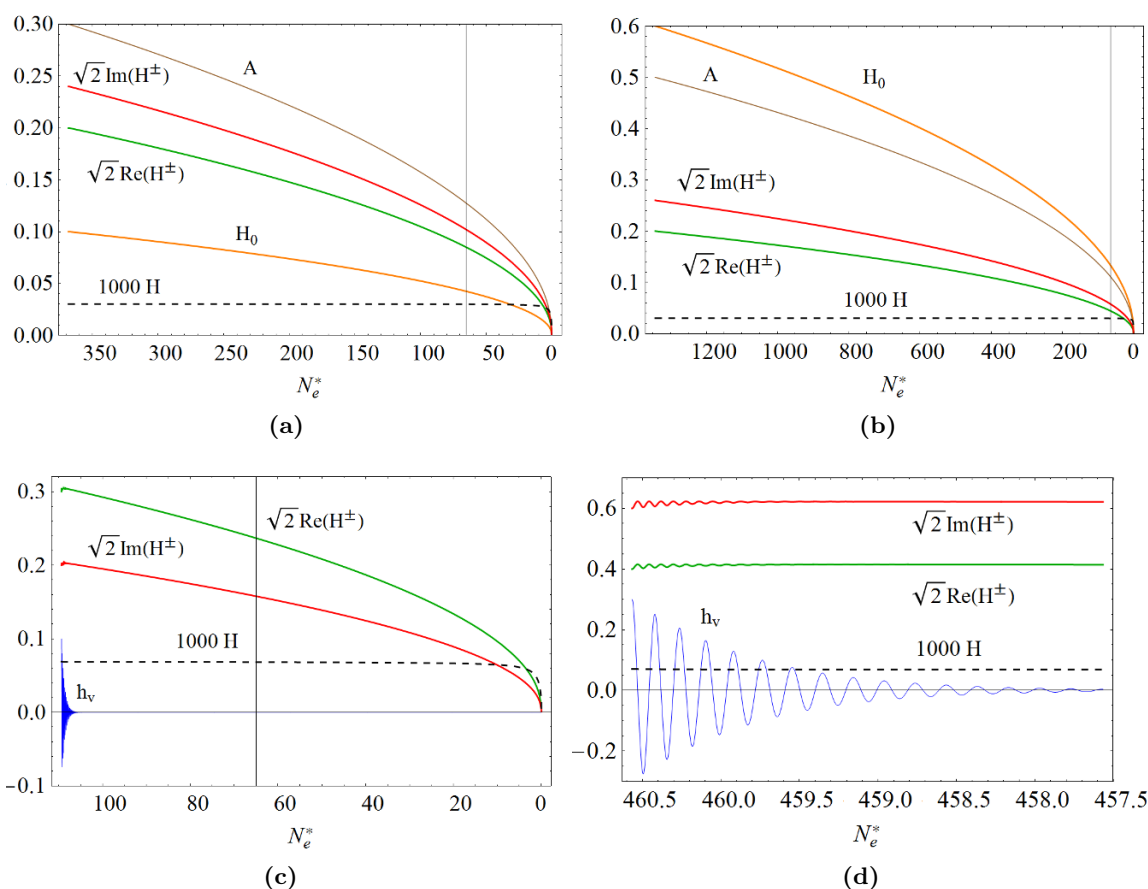 0.30
0.25
0.20
0.15
0.10
0.05
0.00
√2 Im(H±)
A
√2 Re(H±)
H0
1000 H
350 300 250 200 150 100 50 0
N*e
(a)
0.6
0.5
0.4
0.3
0.2
0.1
0.0
A
H0
√2 Im(H±)
√2 Re(H±)
1000 H
1200 1000 800 600 400 200 0
N*e
(b)
0.3
0.2
0.1
0.0
−0.1
√2 Re(H±)
√2 Im(H±)
1000 H
hv
100 80 60 40 20 0
N*e
(c)
0.6
0.4
0.2
0.0
−0.2
√2 Im(H±)
√2 Re(H±)
hv
1000 H
460.5 460.0 459.5 459.0 458.5 458.0 457.5
N*e
(d)